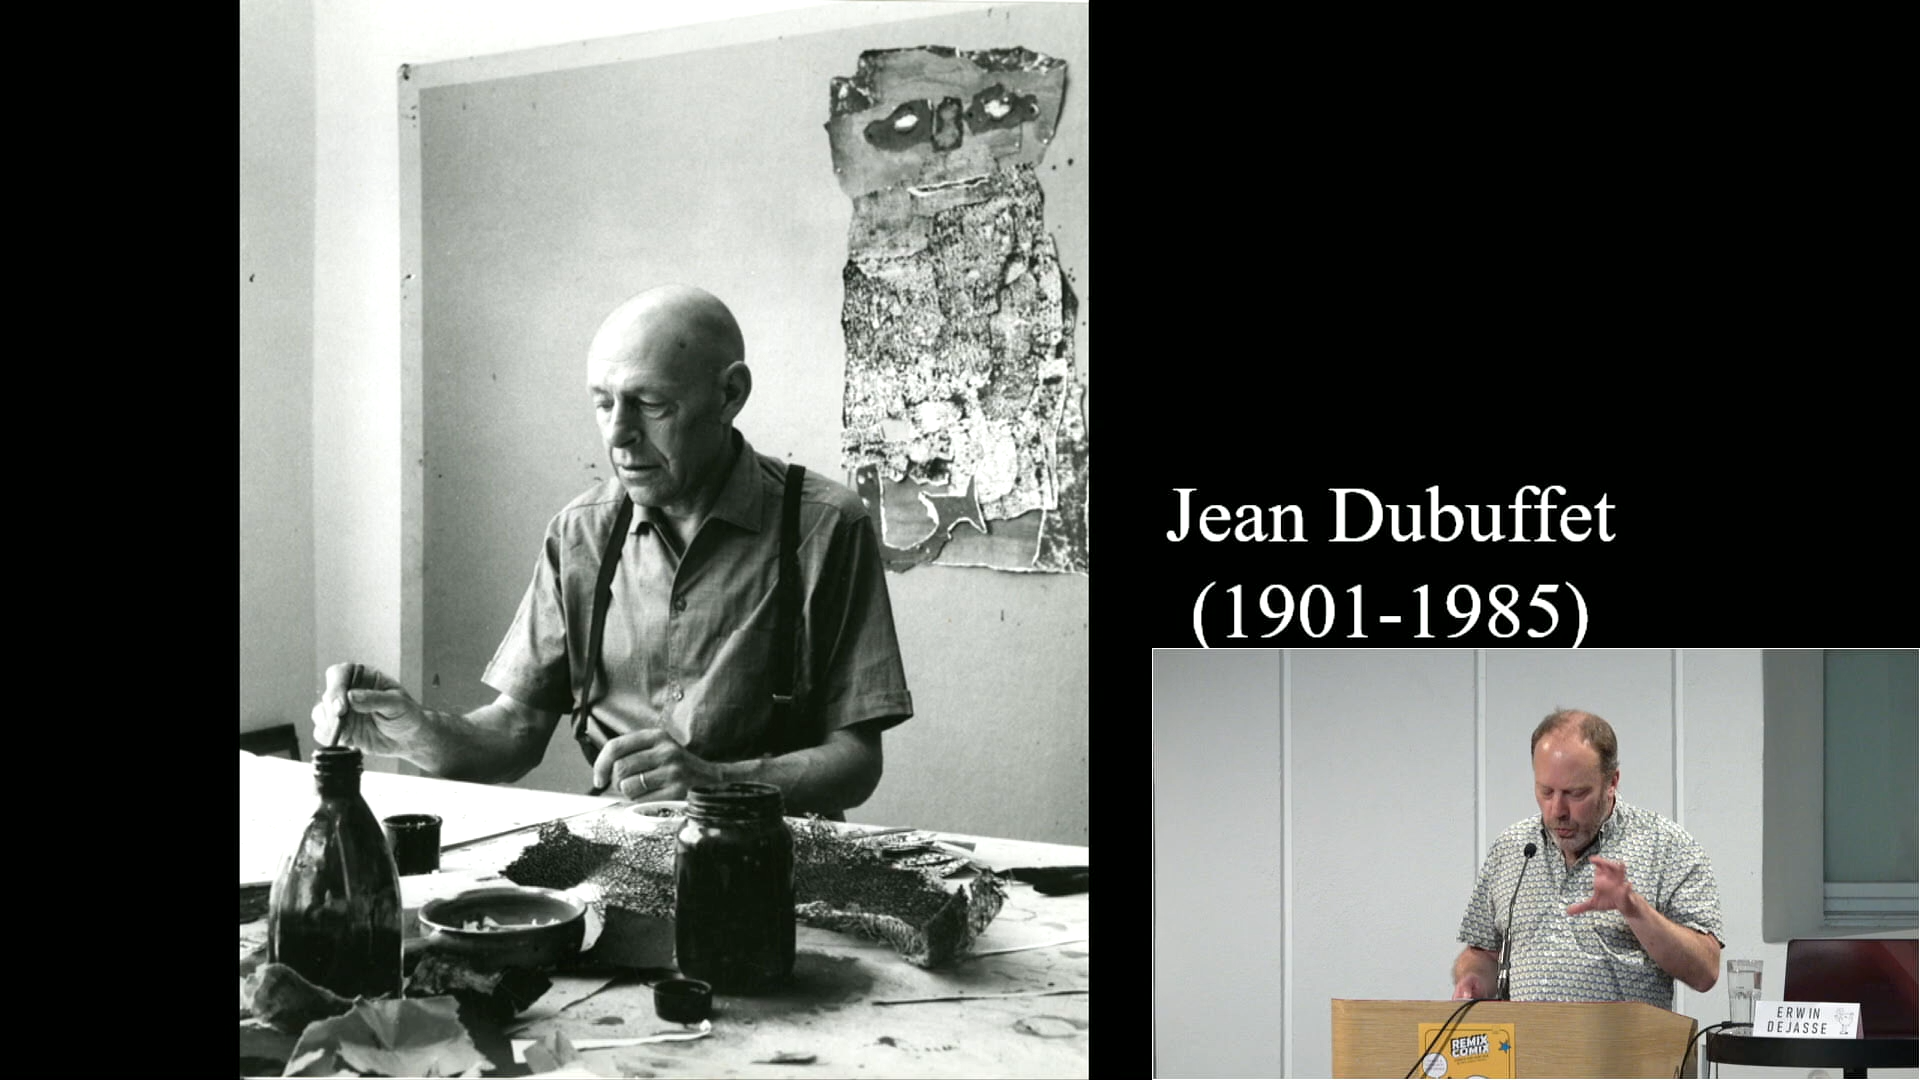 Jean Dubuffet
(1901-1985)
ERWIN
DEJASSE
REMIX
COMIX